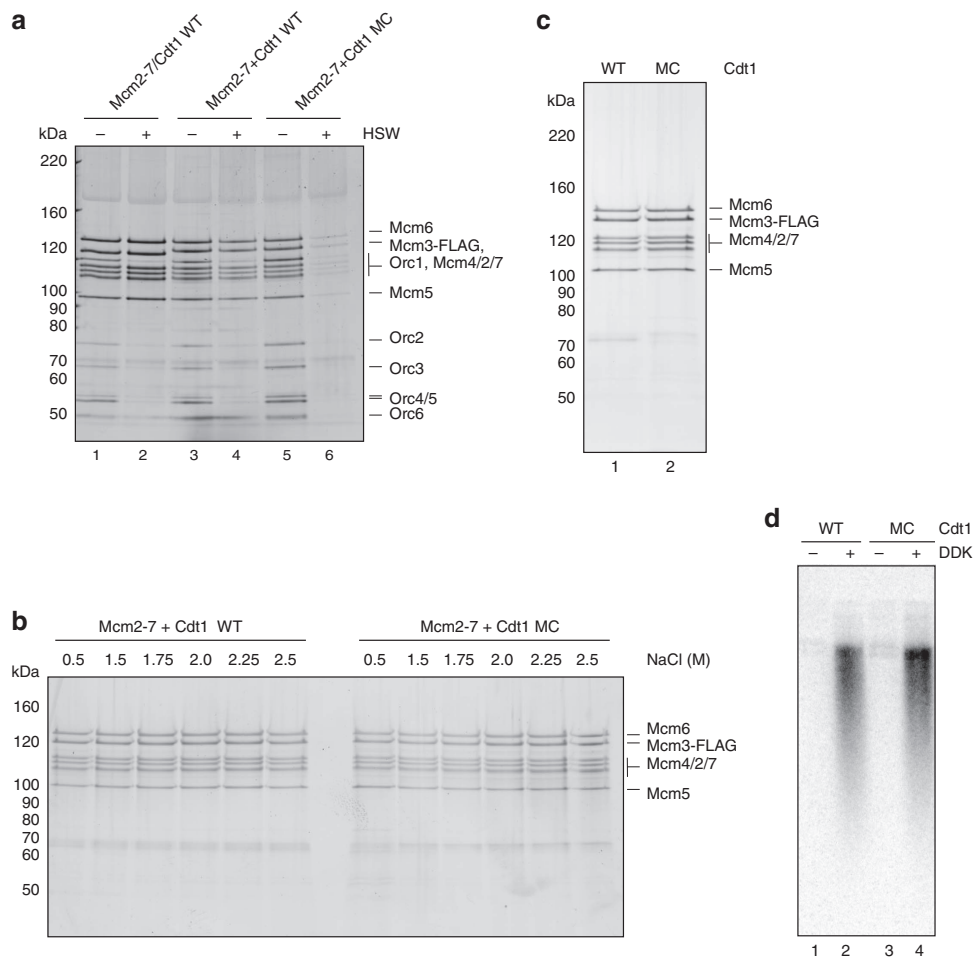 a
Mcm2-7/Cdt1 WT
Mcm2-7+Cdt1 WT
Mcm2-7+Cdt1 MC
kDa
– + – + – + HSW
220
160
120
100
90
80
70
60
50
Mcm6
Mcm3-FLAG,
Orc1, Mcm4/2/7
Mcm5
Orc2
Orc3
Orc4/5
Orc6
1 2 3 4 5 6
c
WT MC Cdt1
kDa
220
160
120
100
90
80
70
60
50
Mcm6
Mcm3-FLAG
Mcm4/2/7
Mcm5
1 2
b
Mcm2-7 + Cdt1 WT Mcm2-7 + Cdt1 MC
0.5 1.5 1.75 2.0 2.25 2.5 0.5 1.5 1.75 2.0 2.25 2.5 NaCl (M)
kDa
160
120
100
90
80
70
60
50
Mcm6
Mcm3-FLAG
Mcm4/2/7
Mcm5
d
WT MC Cdt1
– + – + DDK
1 2 3 4